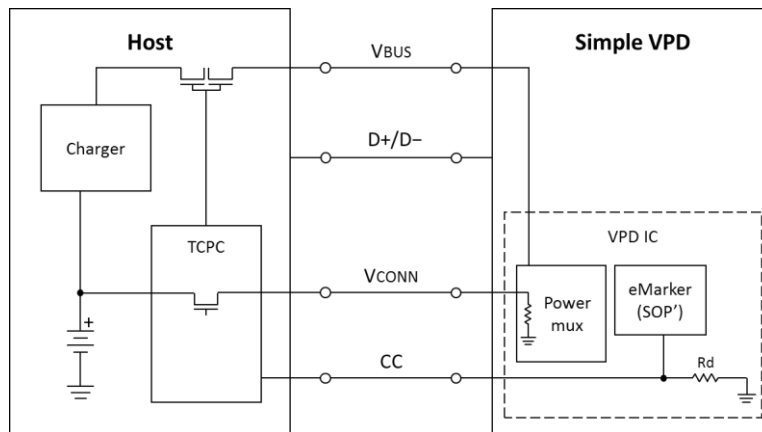 Host
Simple VPD
VBUS
Charger
D+/D−
TCPC
VPD IC
VCONN
Power
mux
eMarker
(SOP’)
+
CC
Rd